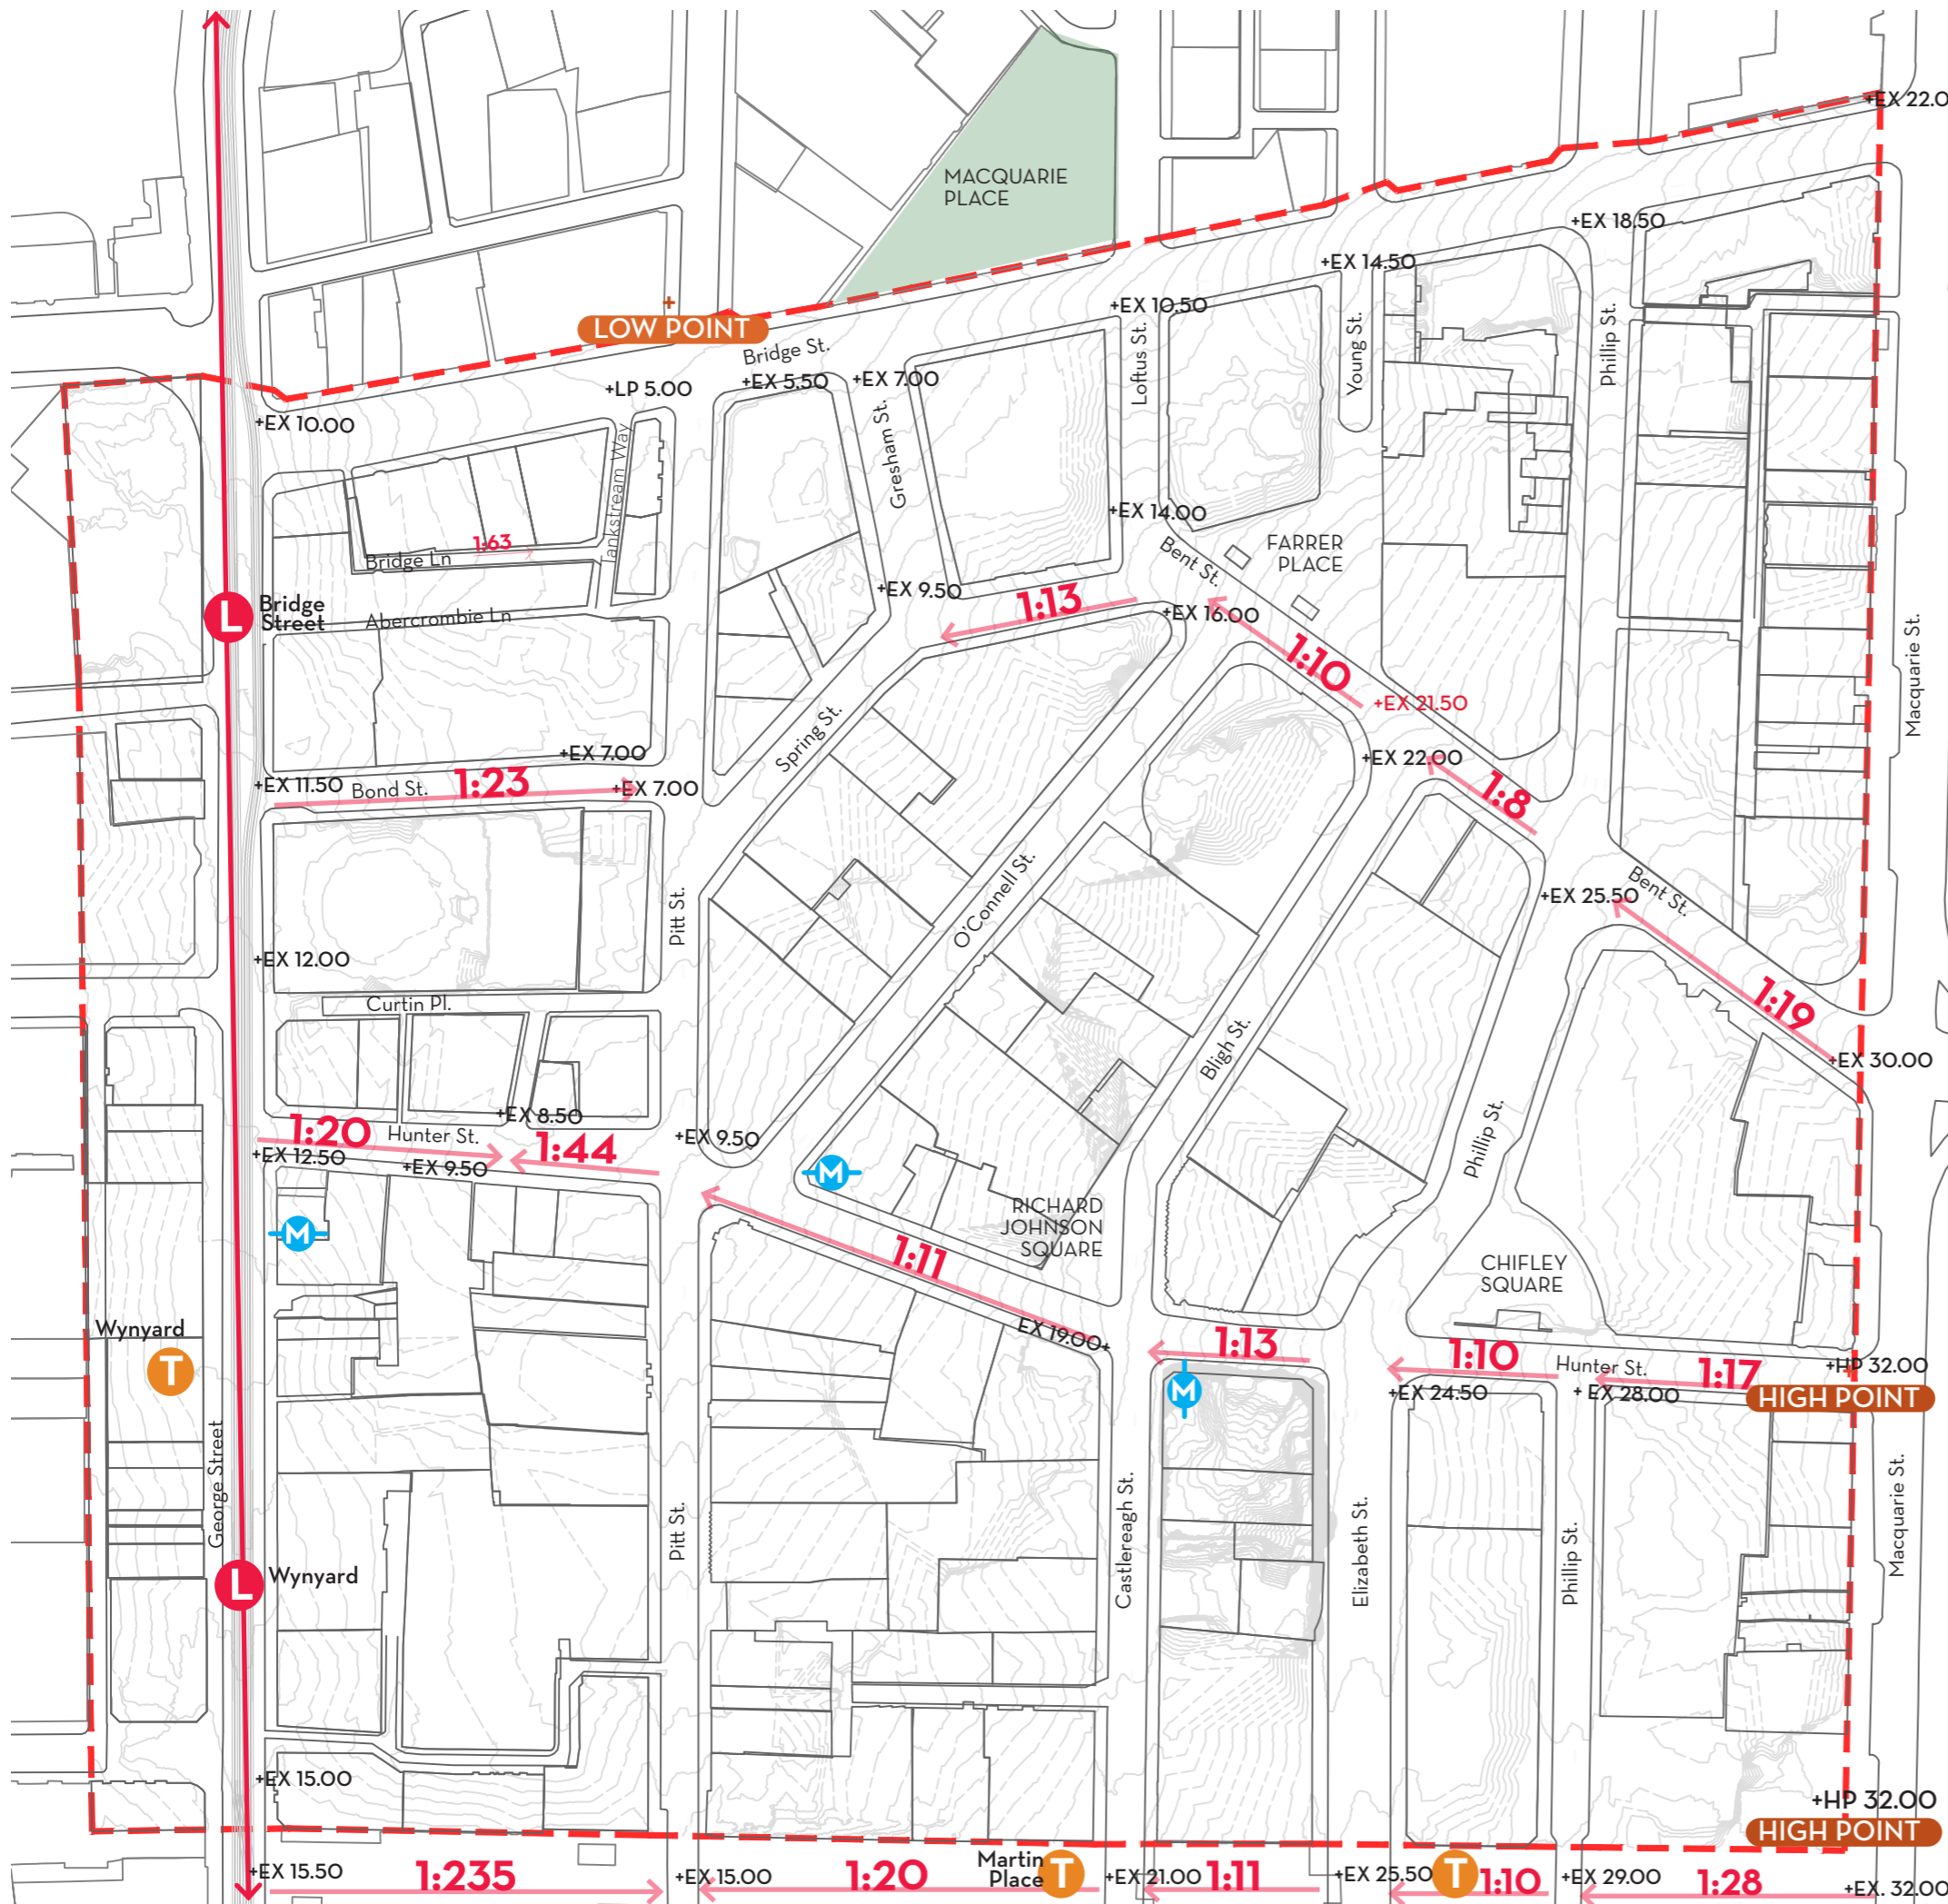 +EX 22.0
MACQUARIE
PLACE
+EX 18.50
+EX 14.50
+EX 10.50
LOW POINT
Bridge St.
Loftus St.
Young St.
Phillip St.
+LP 5.00
+EX 5.50
+EX 7.00
+EX 10.00
Gresham St.
Tankstream Way
+EX 14.00
1:63
Bridge Ln
Bent St.
FARRER
PLACE
L
Bridge
Street
Abercrombie Ln
+EX 9.50
1:13
+EX 16.00
1:10
+EX 21.50
Macquarie St.
Spring St.
+EX 7.00
+EX 22.00
+EX 11.50
Bond St.
1:23
+EX 7.00
1:8
O'Connell St.
Pitt St.
+EX 25.50
Bent St.
+EX 12.00
Curtin Pl.
1:19
Bligh St.
+EX 30.00
+EX 8.50
1:20
Hunter St.
1:44
+EX 9.50
Phillip St.
+EX 12.50
+EX 9.50
M
M
RICHARD
JOHNSON
SQUARE
1:11
CHIFLEY
SQUARE
Wynyard
T
EX 19.00+
1:13
1:10
Hunter St.
1:17
+HP 32.00
M
+EX 24.50
+ EX 28.00
HIGH POINT
George Street
Pitt St.
Castlereagh St.
Elizabeth St.
Phillip St.
Macquarie St.
L
Wynyard
+EX 15.00
+HP 32.00
HIGH POINT
+EX 15.50
1:235
+EX 15.00
1:20
Martin
Place
T
+EX 21.00
1:11
+EX 25.50
T
1:10
+EX 29.00
1:28
+EX. 32.00